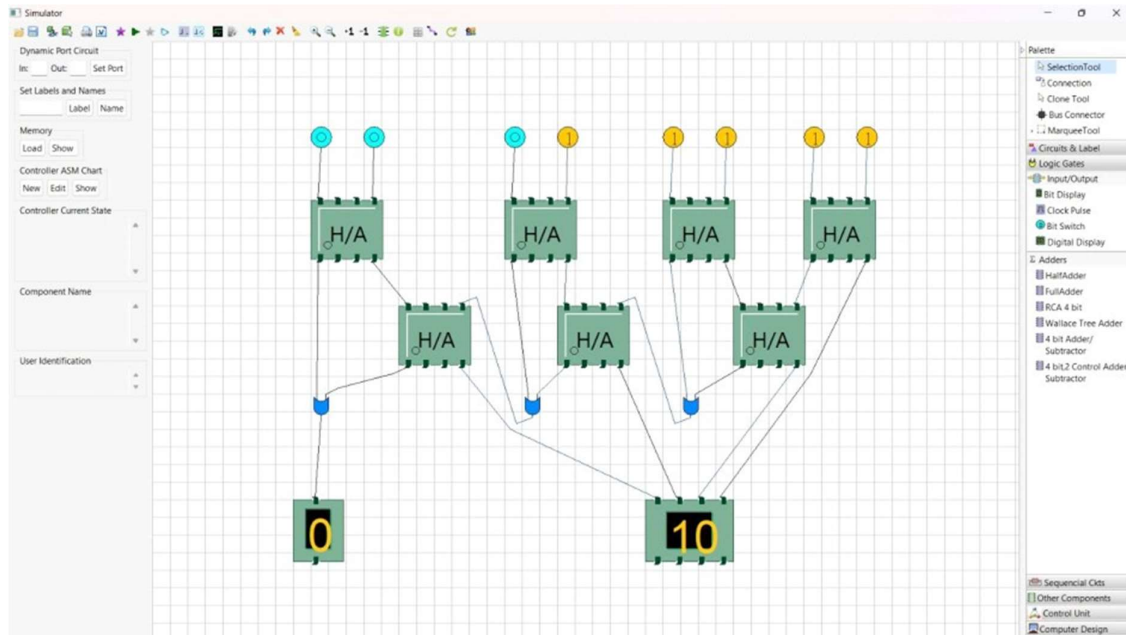 Simulator
Dynamic Port Circuit
In: Out: Set Port
Set Labels and Names
Label Name
Memory
Load Show
Controller ASM Chart
New Edit Show
Controller Current State
Component Name
User Identification
0 0 0 1 1 1 1 1
H/A H/A H/A H/A
H/A H/A H/A
0 10
Palette
SelectionTool
Connection
Clone Tool
Bus Connector
MarqueeTool
Circuits & Label
Logic Gates
Input/Output
Bit Display
Clock Pulse
Bit Switch
Digital Display
Adders
HalfAdder
FullAdder
RCA 4 bit
Wallace Tree Adder
4 bit Adder/
Subtractor
4 bit,2 Control Adder
Subtractor
Sequencial Ckts
Other Components
Control Unit
Computer Design